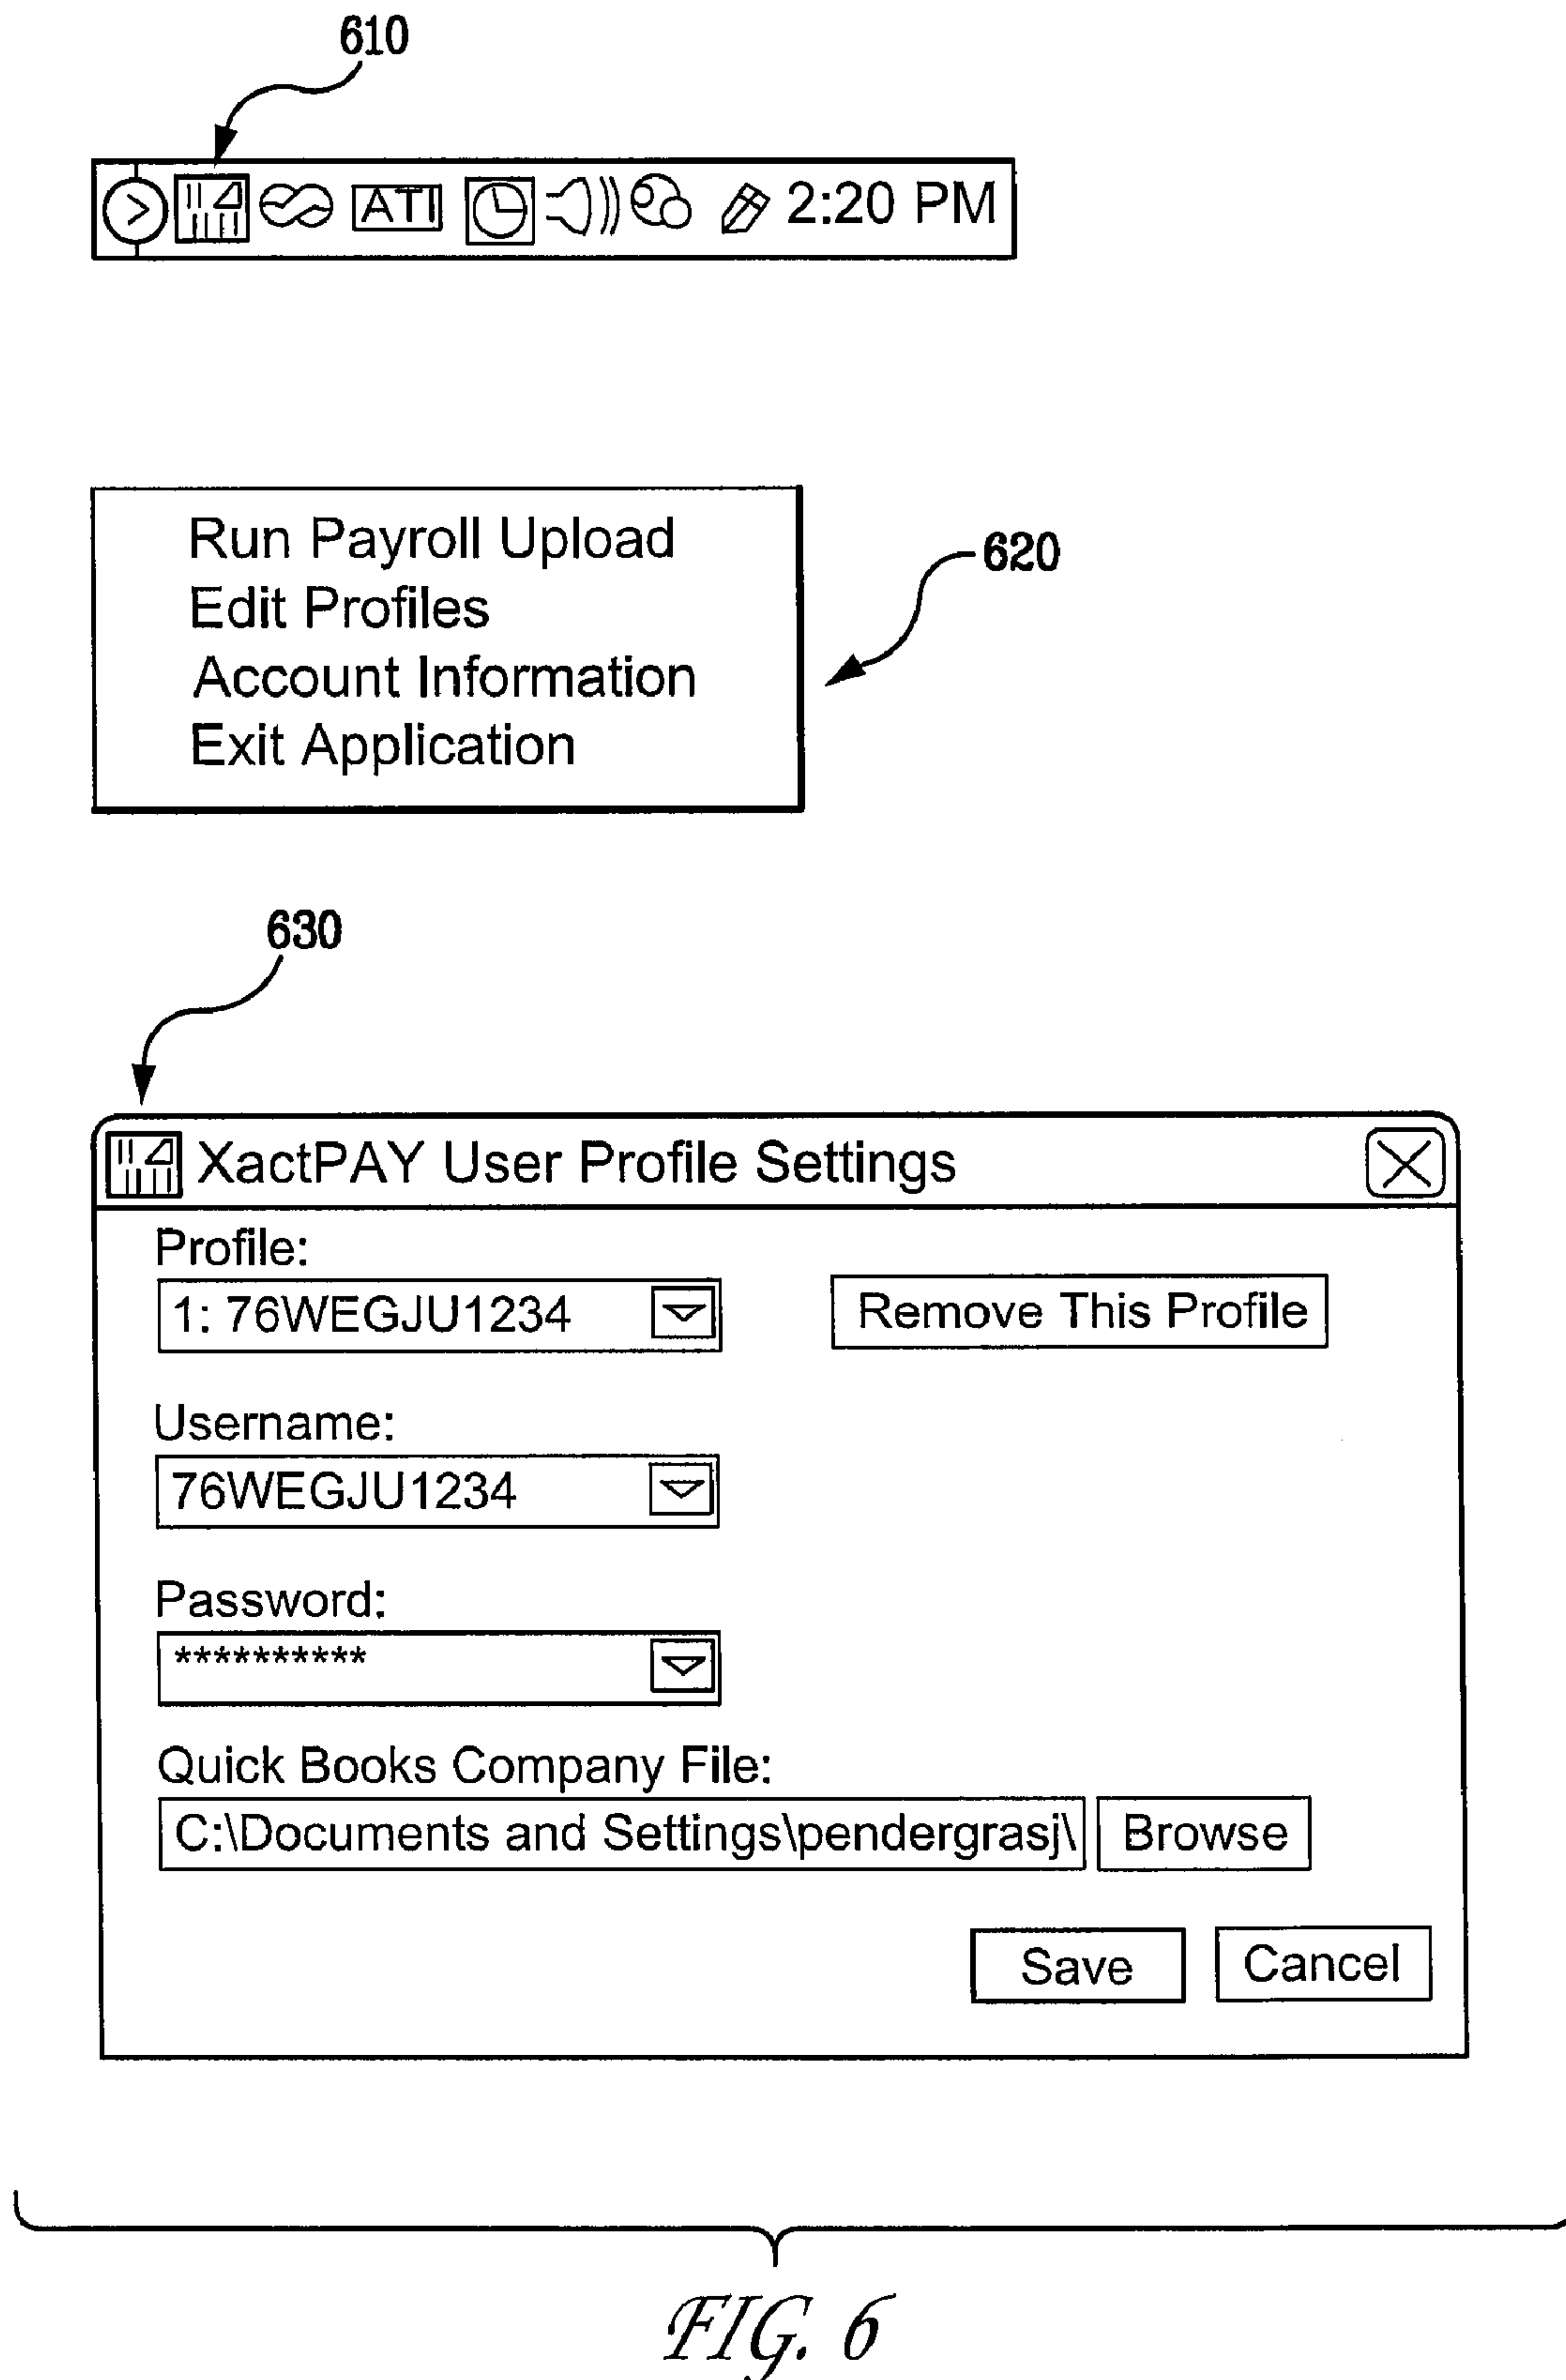 610
ATI 2:20 PM
Run Payroll Upload
Edit Profiles
620
Account Information
Exit Application
630
XactPAY User Profile Settings
Profile:
1: 76WEGJU1234 Remove This Profile
Username:
76WEGJU1234
Password:
**********
Quick Books Company File:
C:\Documents and Settings\pendergrasj\ Browse
Save Cancel
FIG. 6